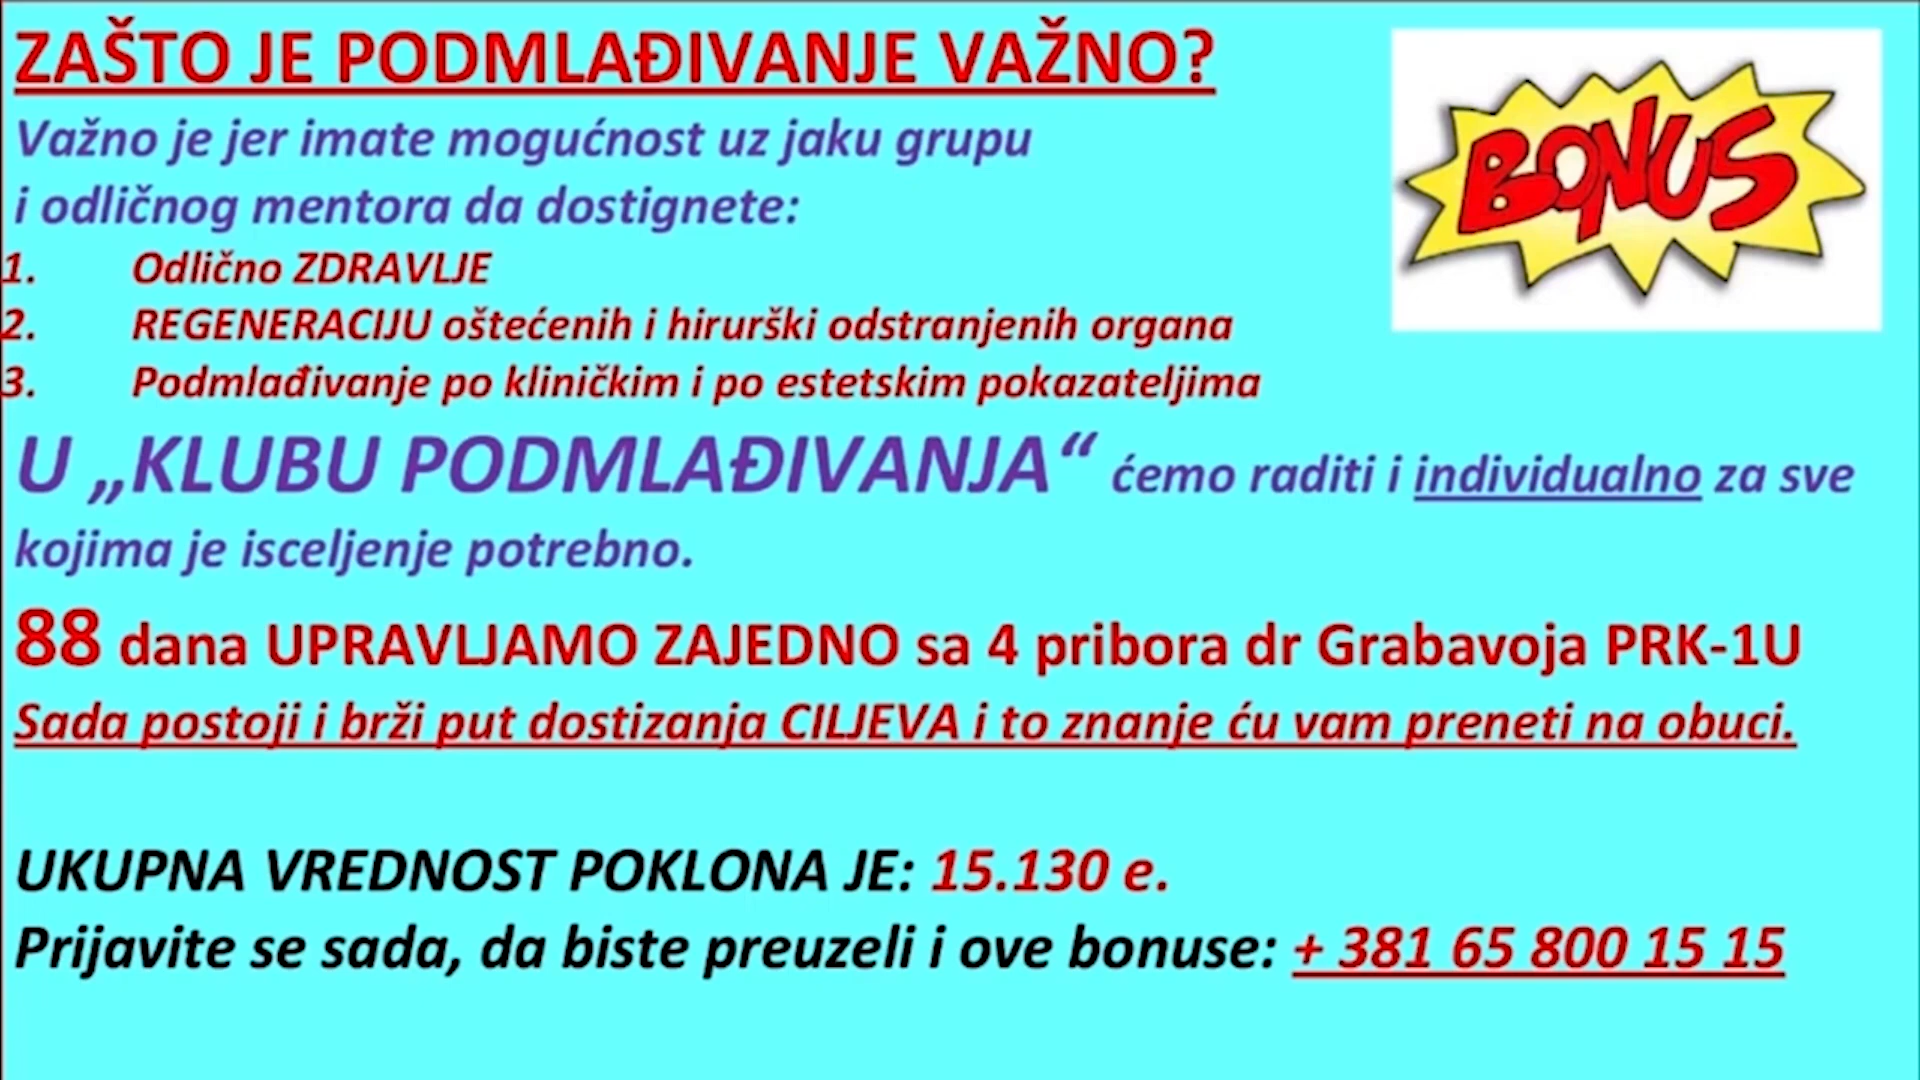 ZAŠTO JE PODMLAĐIVANJE VAŽNO?
BONUS
Važno je jer imate mogućnost uz jaku grupu
i odličnog mentora da dostignete:
1. Odlično ZDRAVLJE
2. REGENERACIJU oštećenih i hirurški odstranjenih organa
3. Podmlađivanje po kliničkim i po estetskim pokazateljima
U „KLUBU PODMLAĐIVANJA“ ćemo raditi i individualno za sve
kojima je isceljenje potrebno.
88 dana UPRAVLJAMO ZAJEDNO sa 4 pribora dr Grabavoja PRK-1U
Sada postoji i brži put dostizanja CILJEVA i to znanje ću vam preneti na obuci.
UKUPNA VREDNOST POKLONA JE: 15.130 e.
Prijavite se sada, da biste preuzeli i ove bonuse: + 381 65 800 15 15